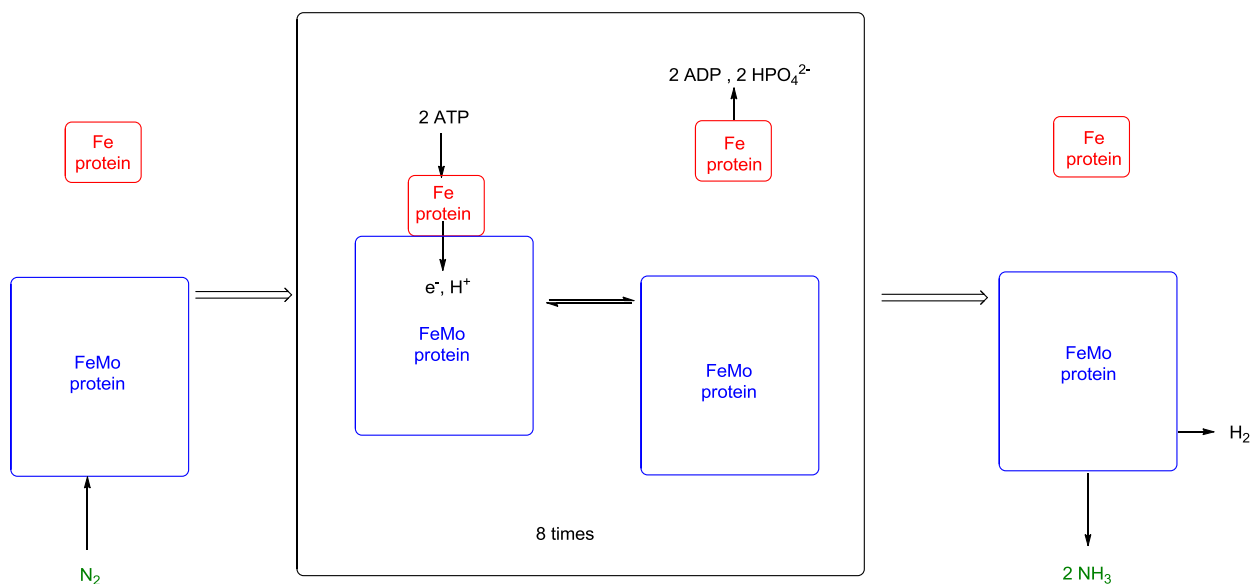 Fe
protein
FeMo
protein
N₂
2 ATP
Fe
protein
e⁻, H⁺
FeMo
protein
2 ADP , 2 HPO₄²⁻
Fe
protein
FeMo
protein
8 times
Fe
protein
FeMo
protein
H₂
2 NH₃